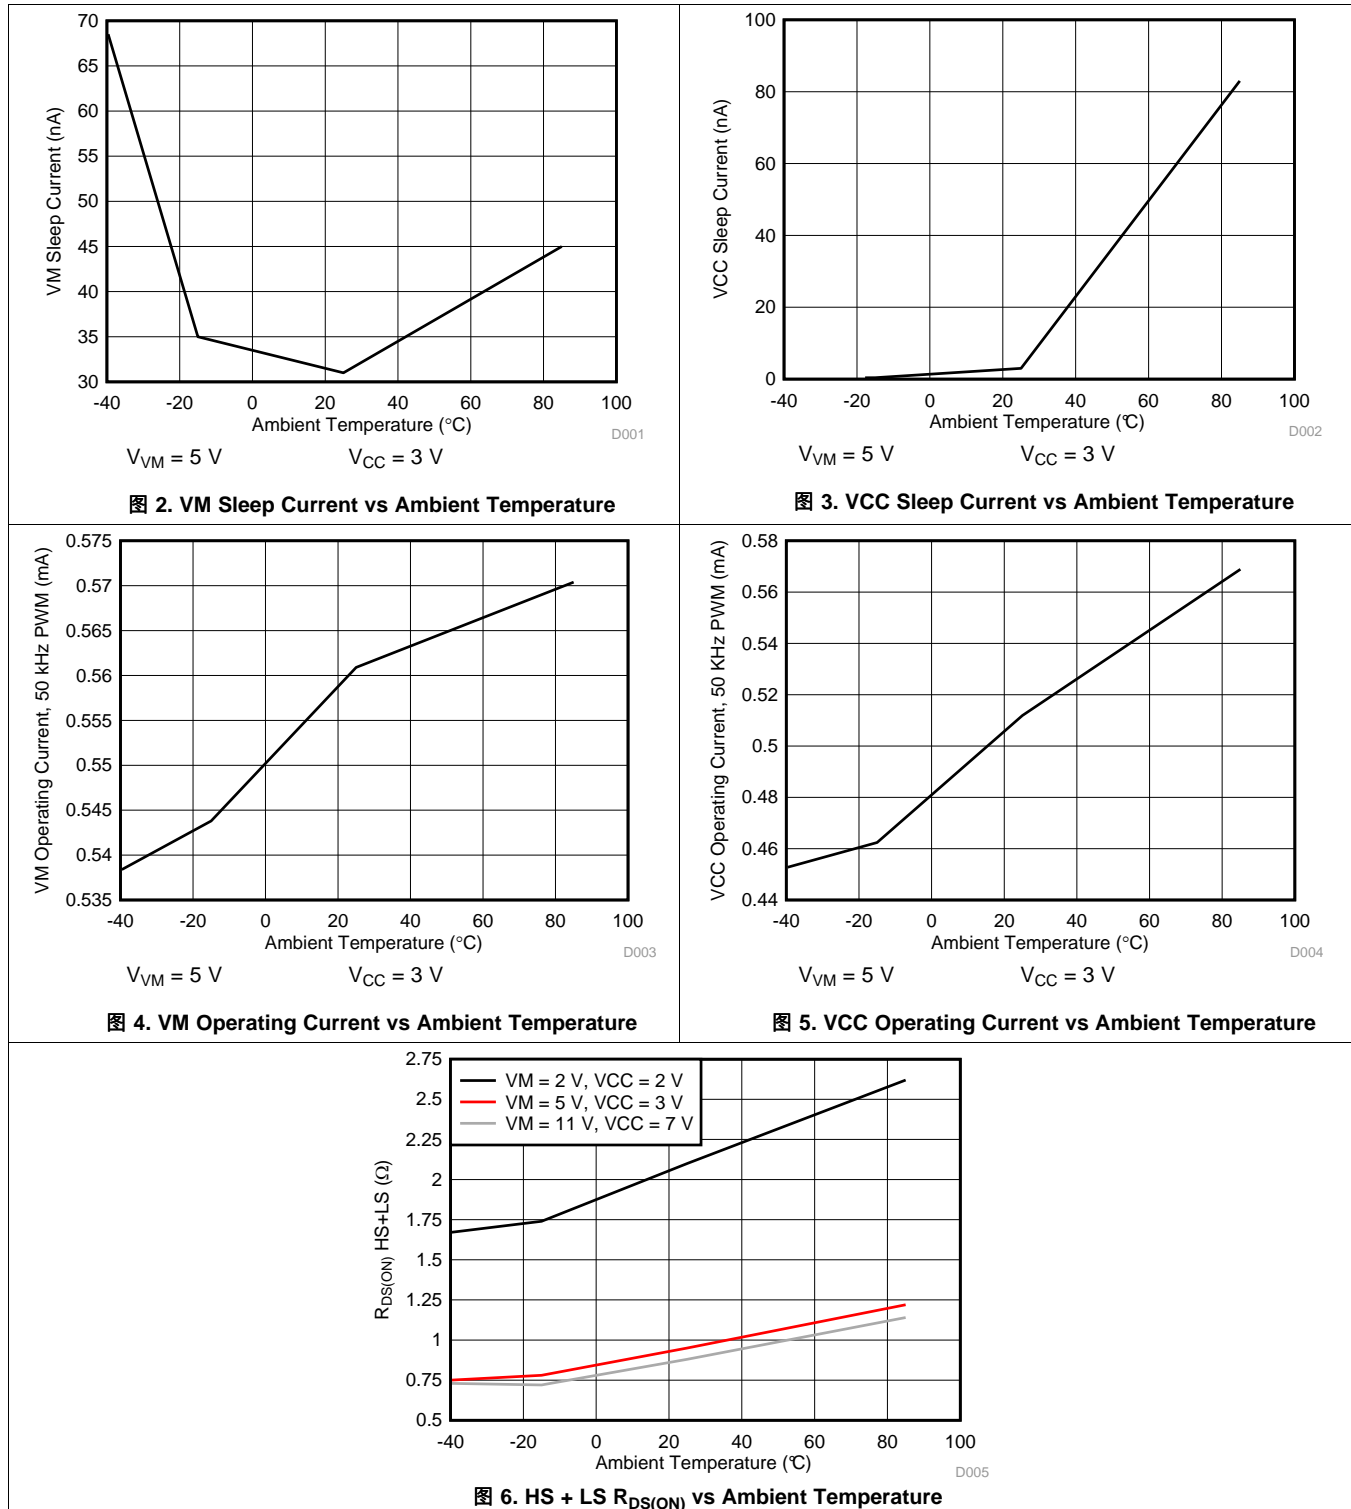 70
65
60
55
50
45
40
35
30
VM Sleep Current (nA)
-40 -20 0 20 40 60 80 100
Ambient Temperature (°C)
D001
V_VM = 5 V V_CC = 3 V
图 2. VM Sleep Current vs Ambient Temperature
100
80
60
40
20
0
VCC Sleep Current (nA)
-40 -20 0 20 40 60 80 100
Ambient Temperature (°C)
D002
V_VM = 5 V V_CC = 3 V
图 3. VCC Sleep Current vs Ambient Temperature
0.575
0.57
0.565
0.56
0.555
0.55
0.545
0.54
0.535
VM Operating Current, 50 kHz PWM (mA)
-40 -20 0 20 40 60 80 100
Ambient Temperature (°C)
D003
V_VM = 5 V V_CC = 3 V
图 4. VM Operating Current vs Ambient Temperature
0.58
0.56
0.54
0.52
0.5
0.48
0.46
0.44
VCC Operating Current, 50 KHz PWM (mA)
-40 -20 0 20 40 60 80 100
Ambient Temperature (°C)
D004
V_VM = 5 V V_CC = 3 V
图 5. VCC Operating Current vs Ambient Temperature
2.75
2.5
2.25
2
1.75
1.5
1.25
1
0.75
0.5
R_DS(ON) HS+LS (Ω)
VM = 2 V, VCC = 2 V
VM = 5 V, VCC = 3 V
VM = 11 V, VCC = 7 V
-40 -20 0 20 40 60 80 100
Ambient Temperature (°C)
D005
图 6. HS + LS R_DS(ON) vs Ambient Temperature